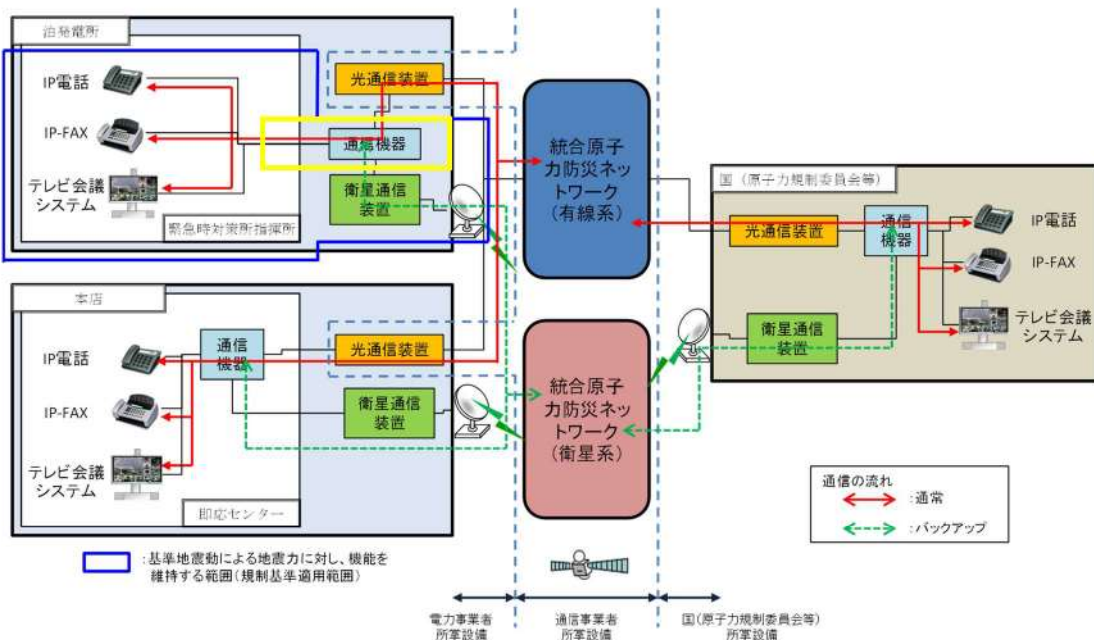 泊発電所
IP電話
IP-FAX
テレビ会議
システム
緊急時対策所指揮所
光通信装置
通信機器
衛星通信
装置
統合原子
力防災ネッ
トワーク
(有線系)
国(原子力規制委員会等)
光通信装置
通信
機器
衛星通信
装置
IP電話
IP-FAX
テレビ会議
システム
本店
IP電話
IP-FAX
テレビ会議
システム
即応センター
通信
機器
光通信装置
衛星通信
装置
統合原子
力防災ネッ
トワーク
(衛星系)
通信の流れ
:通常
:バックアップ
:基準地震動による地震力に対し、機能を
維持する範囲(規制基準適用範囲)
電力事業者
所掌設備
通信事業者
所掌設備
国(原子力規制委員会等)
所掌設備